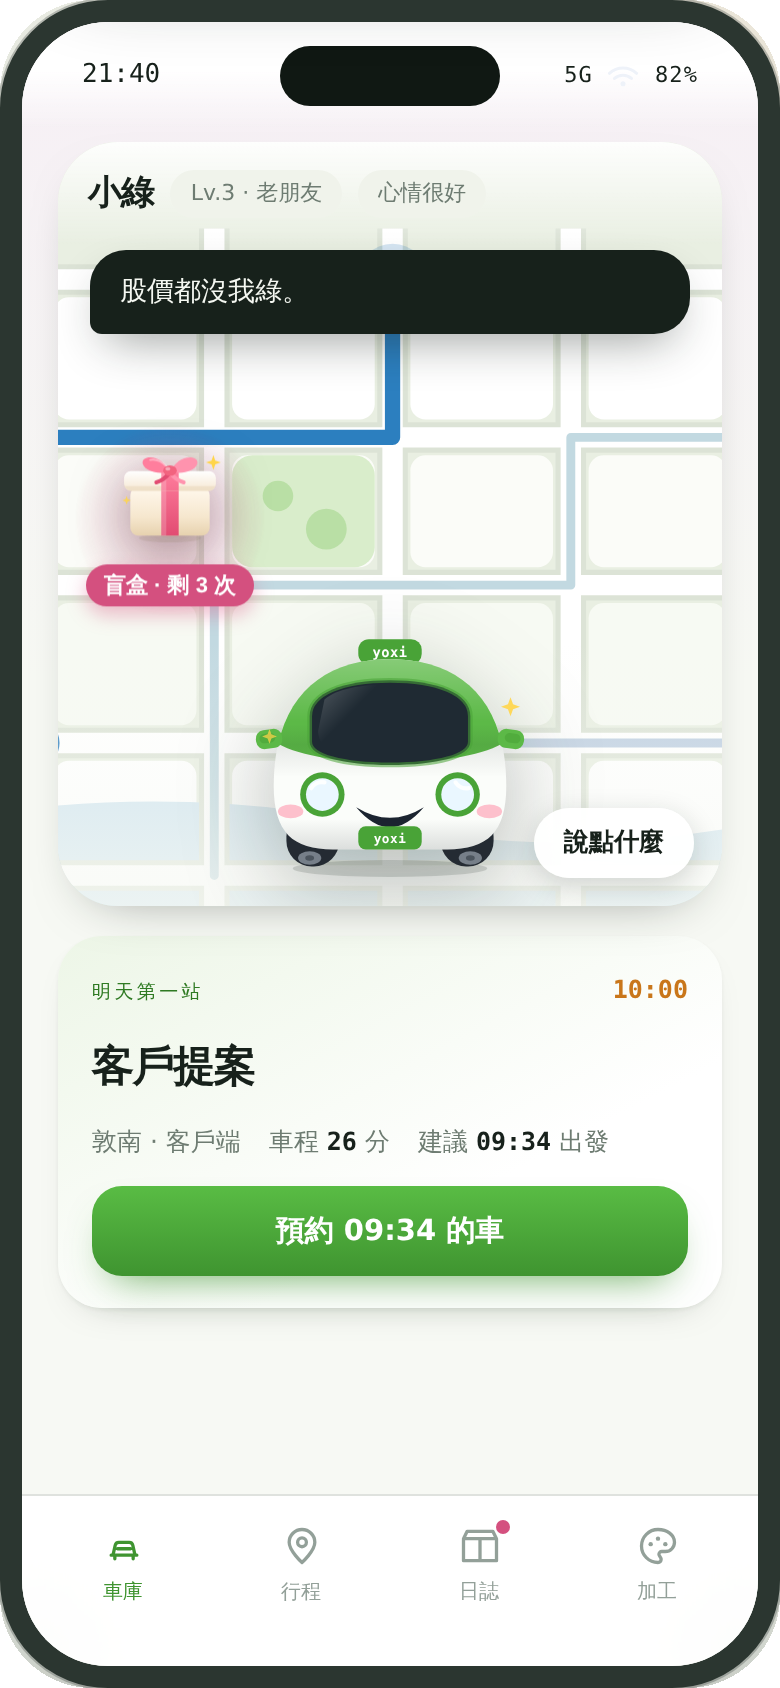 21:40 5G 82%
小綠 Lv.3 · 老朋友 心情很好
股價都沒我綠。
盲盒 · 剩 3 次
yoxi
yoxi
說點什麼
明天第一站 10:00
客戶提案
敦南 · 客戶端 車程 26 分 建議 09:34 出發
預約 09:34 的車
車庫 行程 日誌 加工